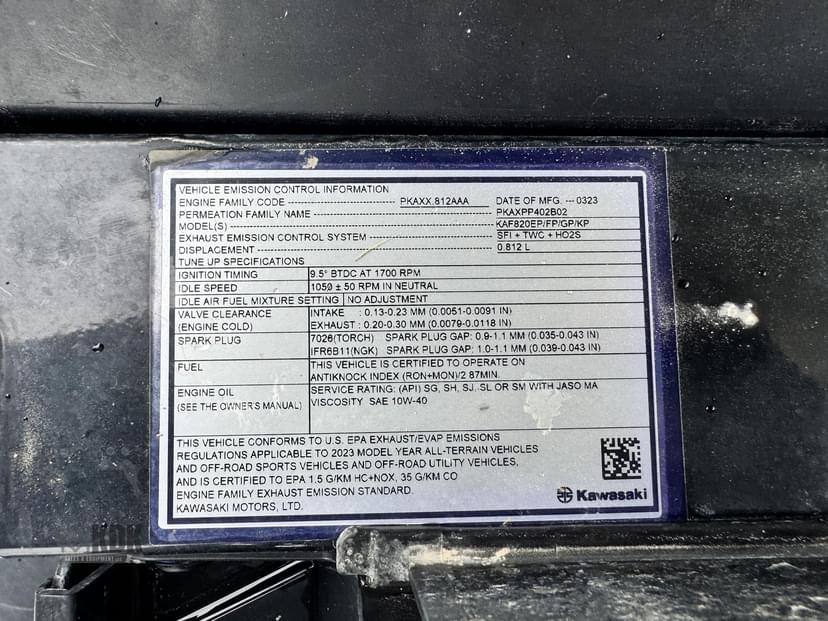 VEHICLE EMISSION CONTROL INFORMATION
ENGINE FAMILY CODE ---------------------------- PKAXX.812AAA DATE OF MFG. --- 0323
PERMEATION FAMILY NAME ---------------------------------------- PKAXPP402B02
MODEL(S) ---------------------------------------- KAF820EP/FP/GP/KP
EXHAUST EMISSION CONTROL SYSTEM ---------------------------- SFI + TWC + HO2S
DISPLACEMENT ---------------------------------------- 0.812 L
TUNE UP SPECIFICATIONS
IGNITION TIMING 9.5° BTDC AT 1700 RPM
IDLE SPEED 1050 ± 50 RPM IN NEUTRAL
IDLE AIR FUEL MIXTURE SETTING NO ADJUSTMENT
VALVE CLEARANCE INTAKE : 0.13-0.23 MM (0.0051-0.0091 IN)
(ENGINE COLD) EXHAUST : 0.20-0.30 MM (0.0079-0.0118 IN)
SPARK PLUG 7026(TORCH) SPARK PLUG GAP: 0.9-1.1 MM (0.035-0.043 IN)
IFR6B11(NGK) SPARK PLUG GAP: 1.0-1.1 MM (0.039-0.043 IN)
FUEL THIS VEHICLE IS CERTIFIED TO OPERATE ON
ANTIKNOCK INDEX (RON+MON)/2 87MIN.
ENGINE OIL SERVICE RATING: (API) SG, SH, SJ, SL OR SM WITH JASO MA
(SEE THE OWNER'S MANUAL) VISCOSITY SAE 10W-40
THIS VEHICLE CONFORMS TO U.S. EPA EXHAUST/EVAP EMISSIONS
REGULATIONS APPLICABLE TO 2023 MODEL YEAR ALL-TERRAIN VEHICLES
AND OFF-ROAD SPORTS VEHICLES AND OFF-ROAD UTILITY VEHICLES,
AND IS CERTIFIED TO EPA 1.5 G/KM HC+NOX, 35 G/KM CO
ENGINE FAMILY EXHAUST EMISSION STANDARD.
KAWASAKI MOTORS, LTD.
Kawasaki
KOK
SALES & EQUIPMENT